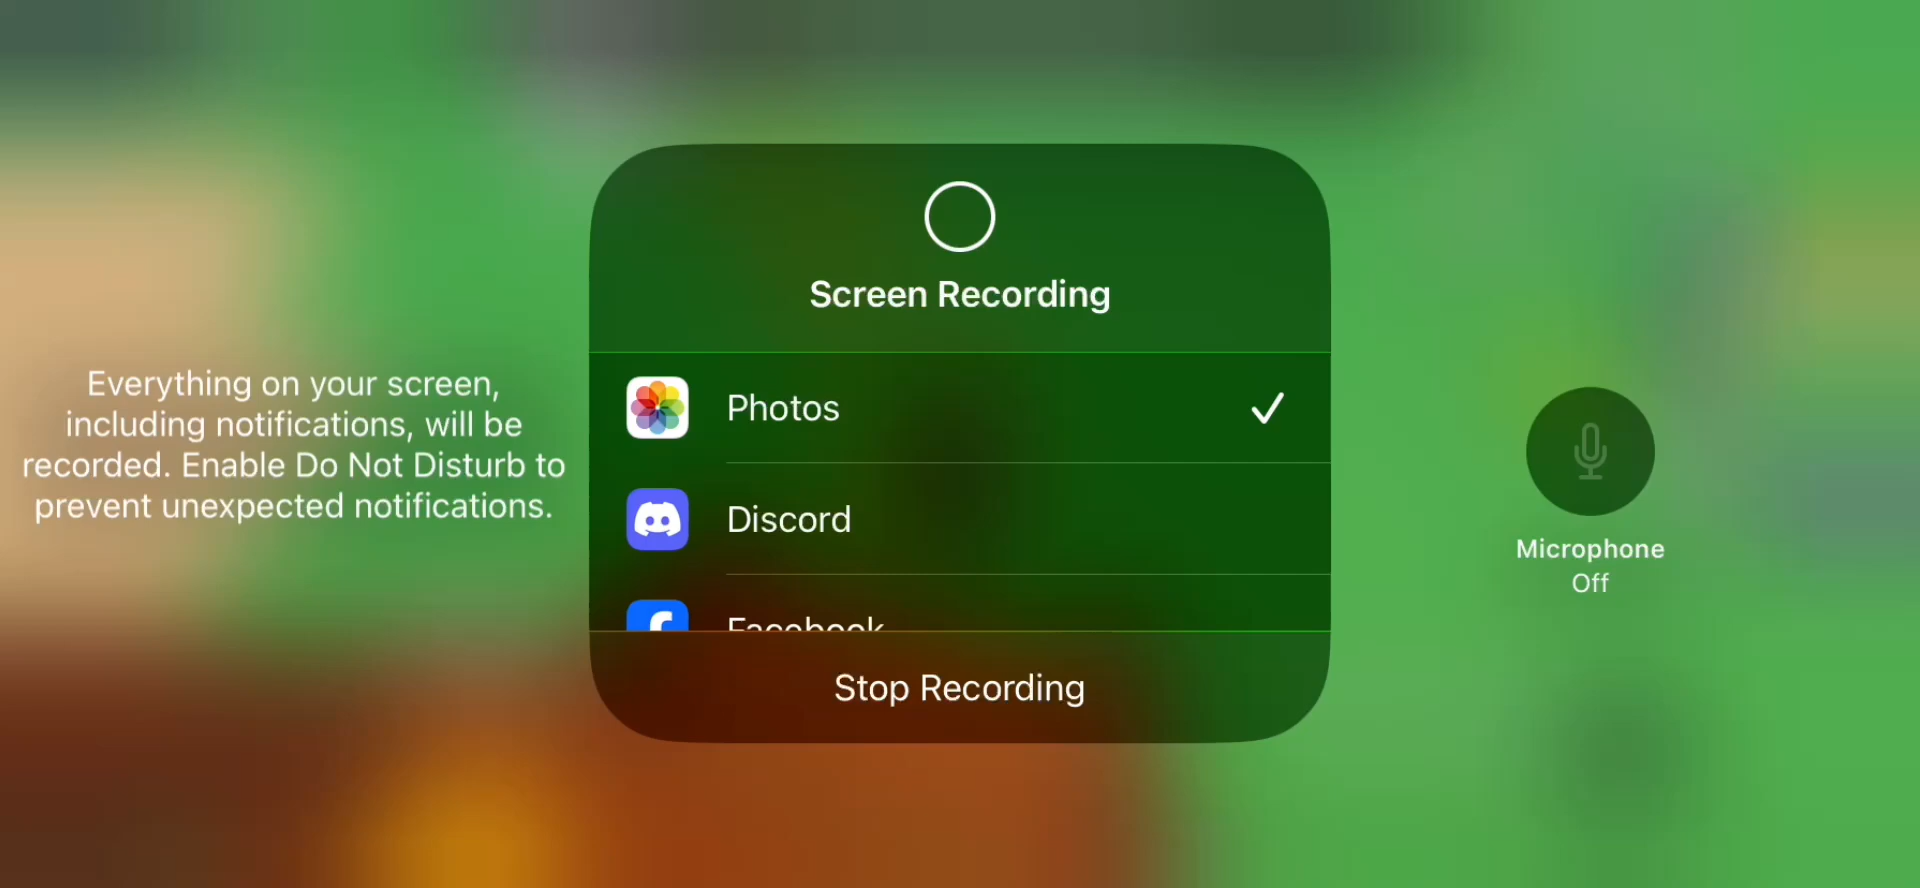 Screen Recording
Everything on your screen,
including notifications, will be
recorded. Enable Do Not Disturb to
prevent unexpected notifications.
Photos
Discord
Facebook
Stop Recording
Microphone
Off